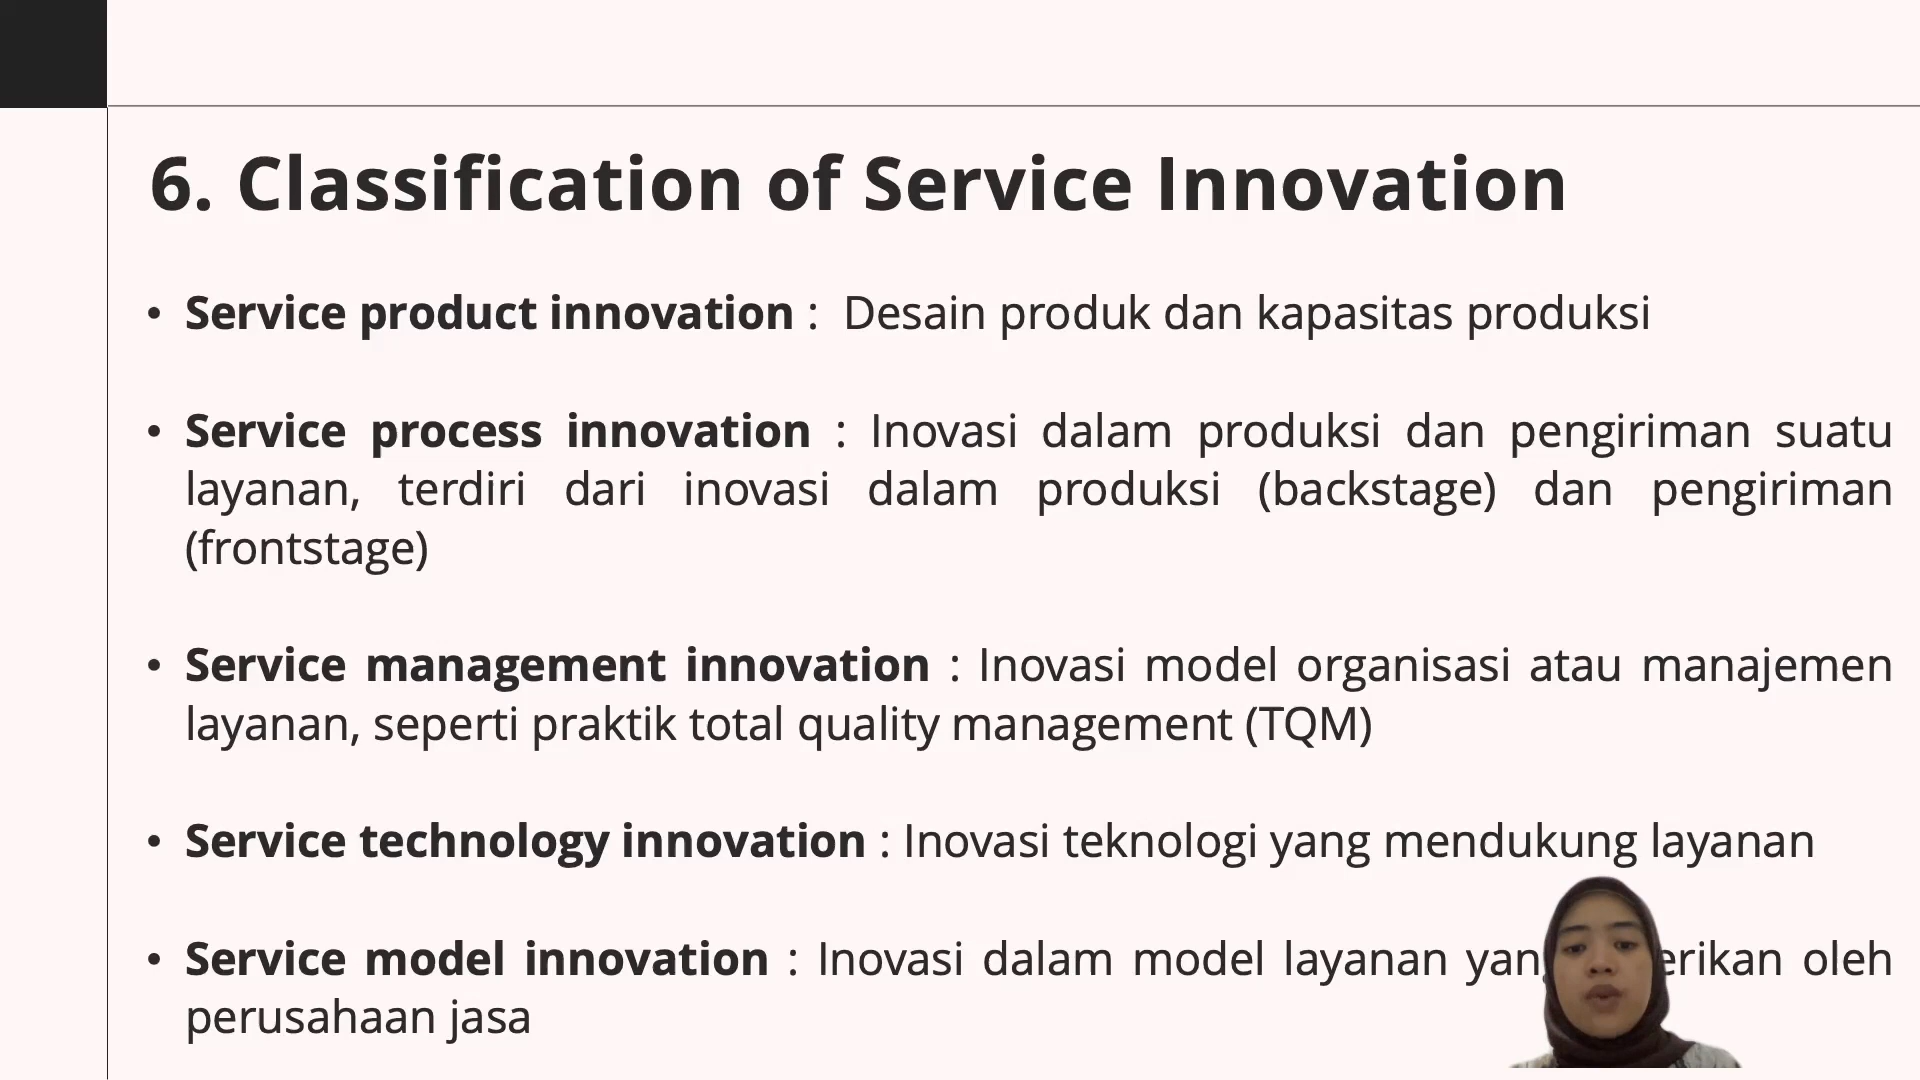 6. Classification of Service Innovation
• Service product innovation : Desain produk dan kapasitas produksi
• Service process innovation : Inovasi dalam produksi dan pengiriman suatu
layanan, terdiri dari inovasi dalam produksi (backstage) dan pengiriman
(frontstage)
• Service management innovation : Inovasi model organisasi atau manajemen
layanan, seperti praktik total quality management (TQM)
• Service technology innovation : Inovasi teknologi yang mendukung layanan
• Service model innovation : Inovasi dalam model layanan oleh
perusahaan jasa